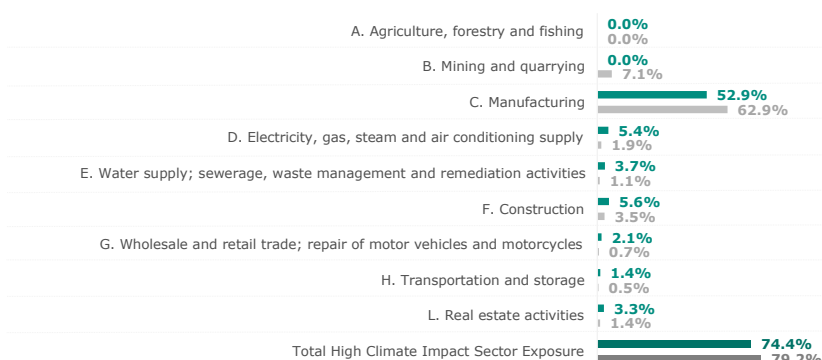 A. Agriculture, forestry and fishing
0.0%
0.0%
B. Mining and quarrying
0.0%
7.1%
C. Manufacturing
52.9%
62.9%
D. Electricity, gas, steam and air conditioning supply
5.4%
1.9%
E. Water supply; sewerage, waste management and remediation activities
3.7%
1.1%
F. Construction
5.6%
3.5%
G. Wholesale and retail trade; repair of motor vehicles and motorcycles
2.1%
0.7%
H. Transportation and storage
1.4%
0.5%
L. Real estate activities
3.3%
1.4%
Total High Climate Impact Sector Exposure
74.4%
79.2%